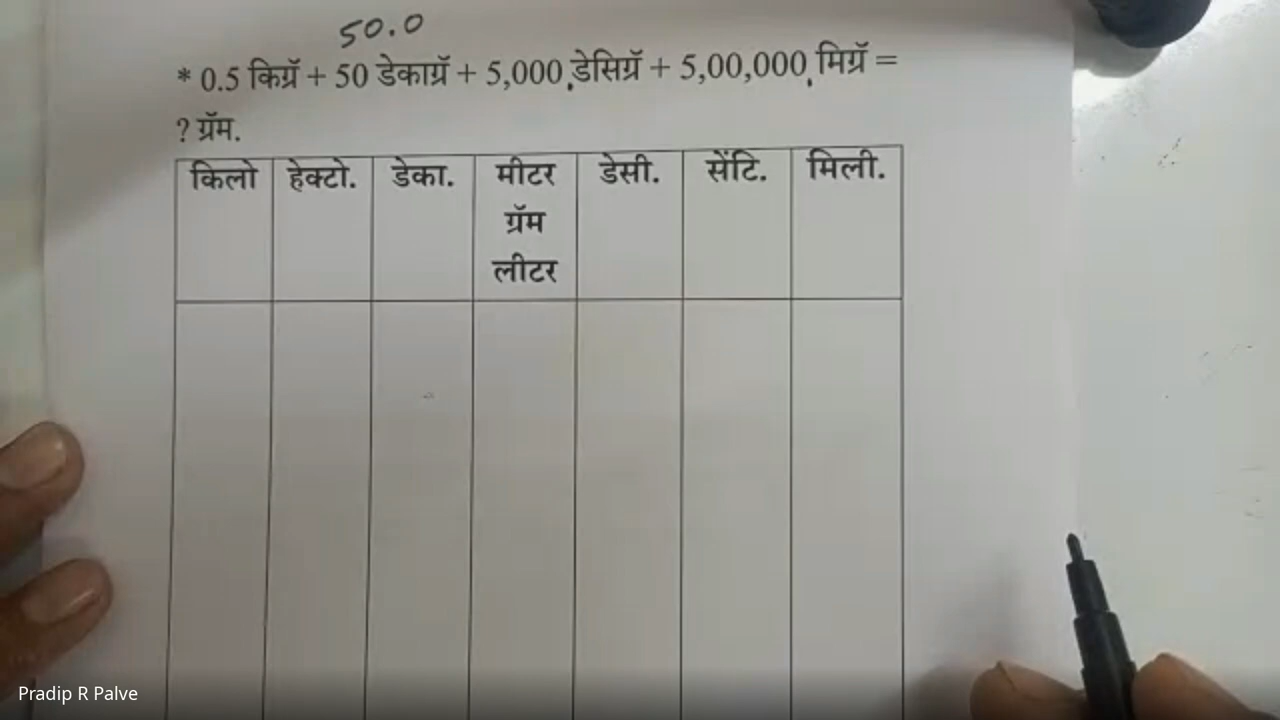 50.0
* 0.5 किग्रॅ + 50 डेकाग्रॅ + 5,000 डेसिग्रॅ + 5,00,000 मिग्रॅ =
? ग्रॅम.
किलो हेक्टो. डेका. मीटर डेसी. सेंटि. मिली.
ग्रॅम
लीटर
Pradip R Palve